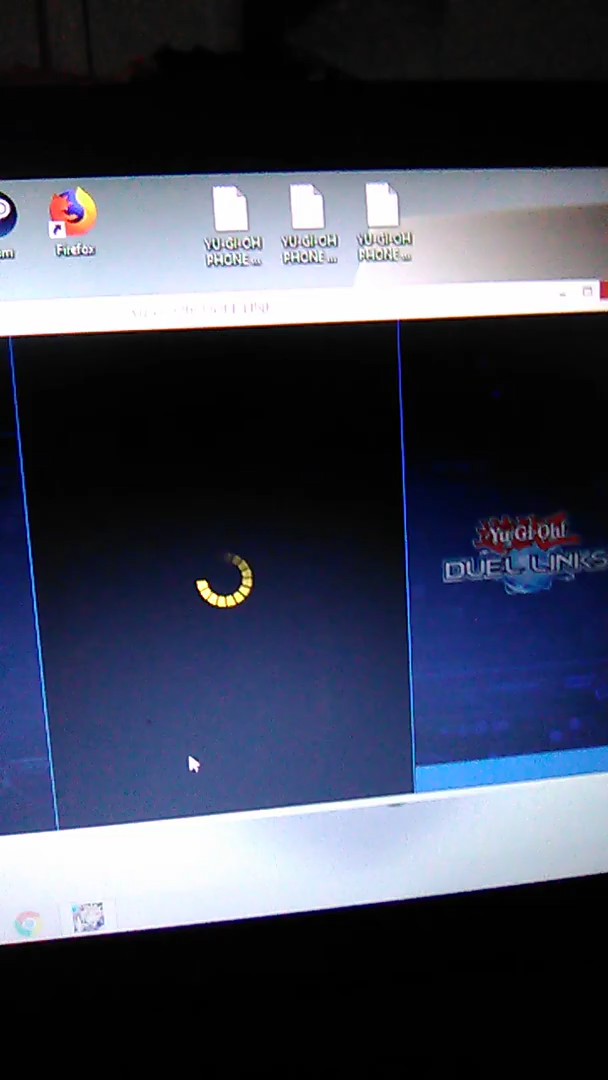 Firefox
YU-GI-OH
PHONE ...
YU-GI-OH
PHONE ...
YU-GI-OH
PHONE ...
Yu-Gi-Oh!
DUEL LINKS